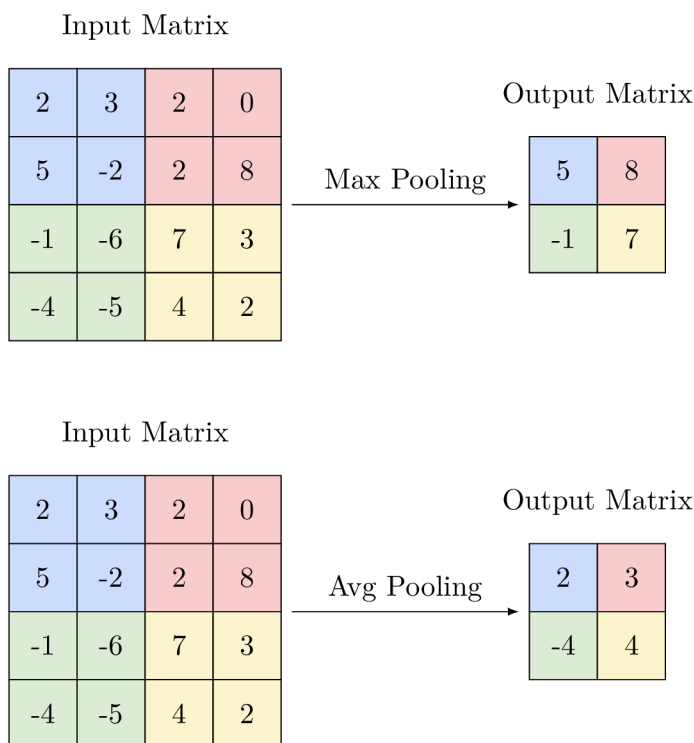 Input Matrix
2 3 2 0
5 -2 2 8
-1 -6 7 3
-4 -5 4 2
Max Pooling
Output Matrix
5 8
-1 7
Input Matrix
2 3 2 0
5 -2 2 8
-1 -6 7 3
-4 -5 4 2
Avg Pooling
Output Matrix
2 3
-4 4